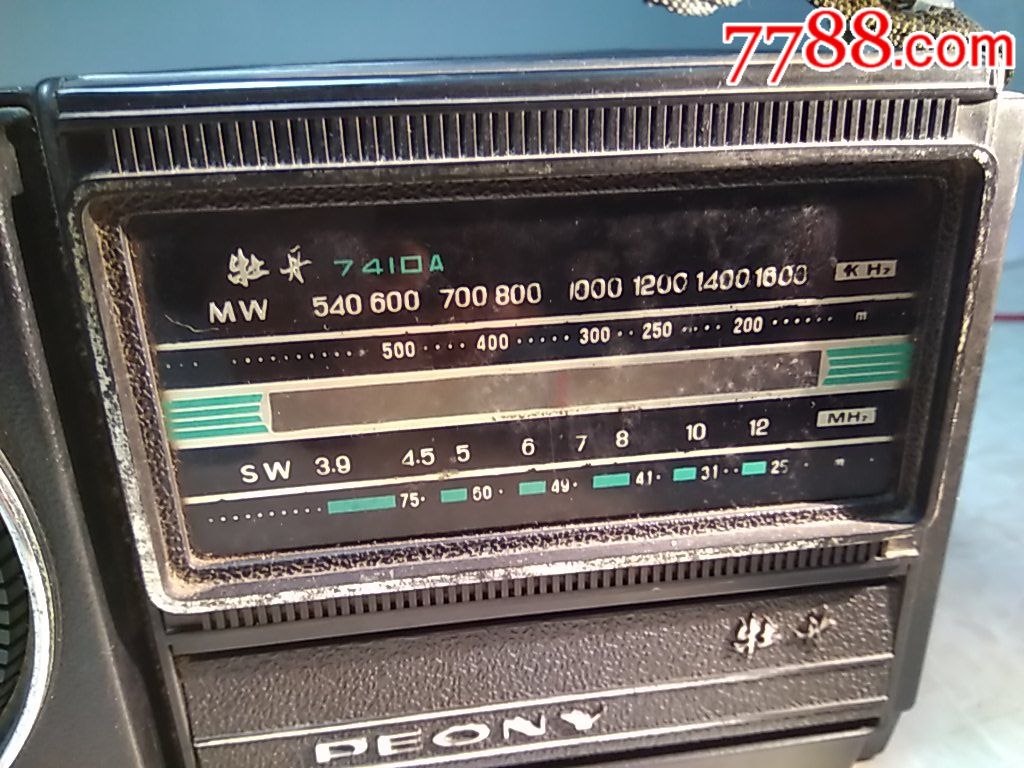 7788.com
牡丹 7410A
MW 540 600 700 800 1000 1200 1400 1600 KHz
500 400 300 250 200 m
MHz
SW 3.9 4.5 5 6 7 8 10 12
75 60 49 41 31 25 m
牡丹
PEONY